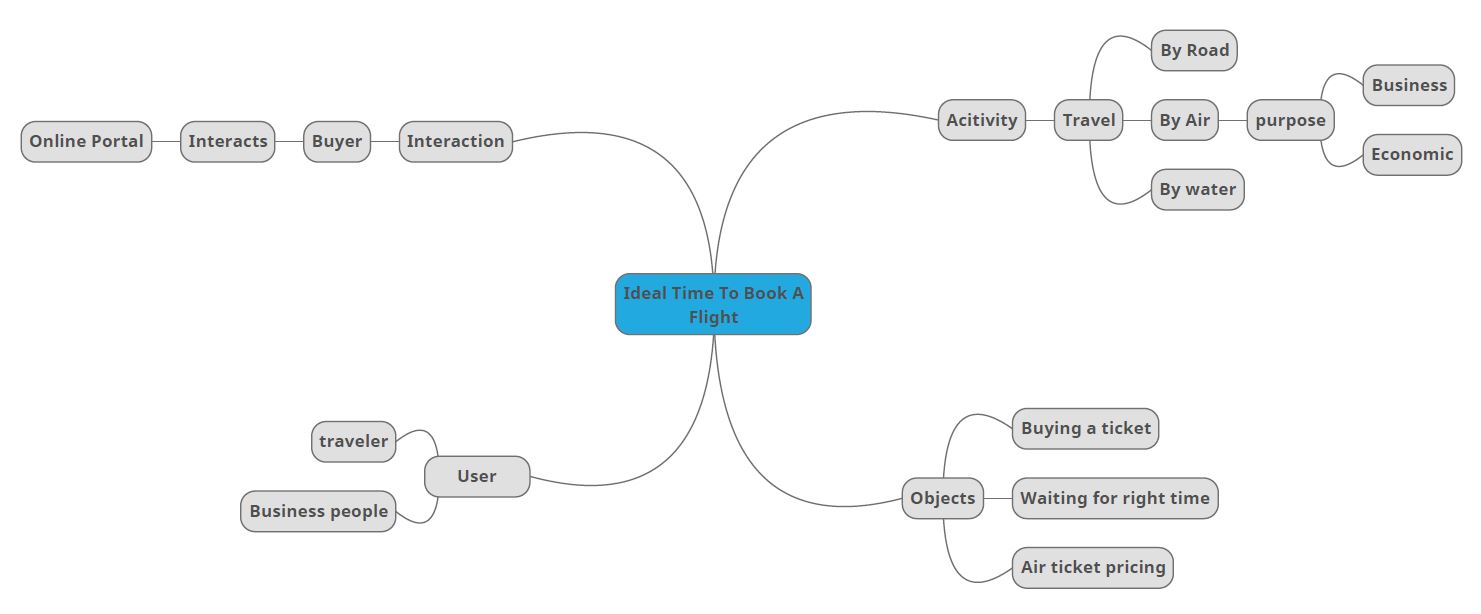 By Road
Business
Acitivity
Travel
By Air
purpose
Online Portal
Interacts
Buyer
Interaction
Economic
By water
Ideal Time To Book A
Flight
Buying a ticket
traveler
User
Objects
Waiting for right time
Business people
Air ticket pricing